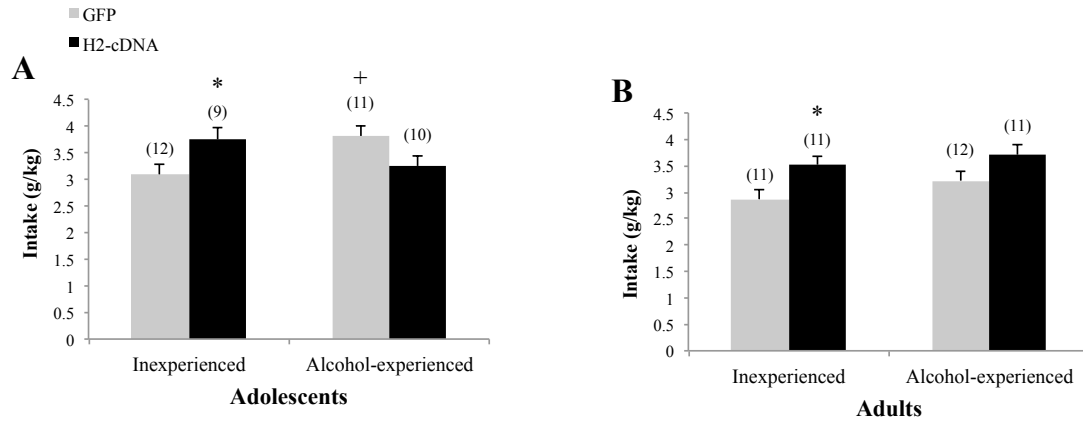 GFP
H2-cDNA
A
*
+
(12)
(9)
(11)
(10)
Intake (g/kg)
4.5
4
3.5
3
2.5
2
1.5
1
0.5
0
Inexperienced
Alcohol-experienced
Adolescents
B
*
(11)
(11)
(12)
(11)
Intake (g/kg)
4.5
4
3.5
3
2.5
2
1.5
1
0.5
0
Inexperienced
Alcohol-experienced
Adults